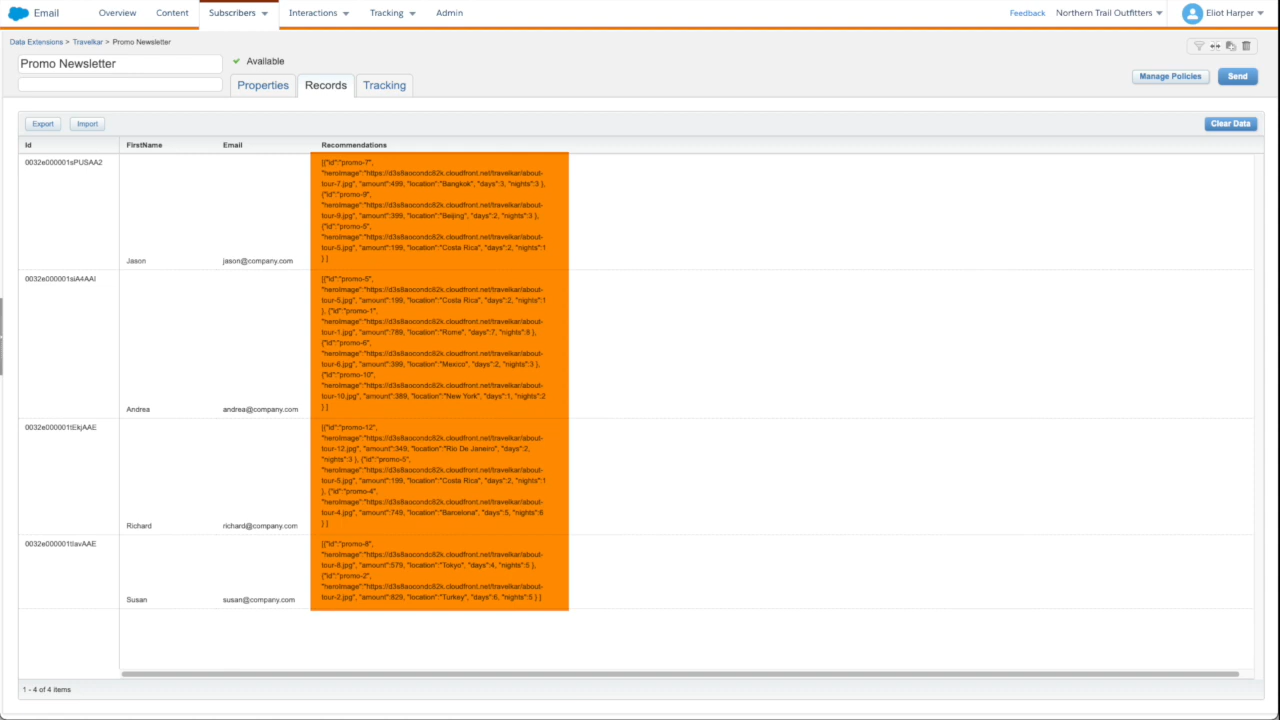 Email Overview Content Subscribers Interactions Tracking Admin Feedback Northern Trail Outfitters Eliot Harper
Data Extensions > Travelkar > Promo Newsletter
Promo Newsletter
Available
Properties Records Tracking
Manage Policies Send
Export Import Clear Data
Id FirstName Email Recommendations
0032e000001sPUSAA2
[{"id":"promo-7",
"heroImage":"https://d3s8aocondc82k.cloudfront.net/travelkar/about-
tour-7.jpg", "amount":499, "location":"Bangkok", "days":3, "nights":3 },
{"id":"promo-9",
"heroImage":"https://d3s8aocondc82k.cloudfront.net/travelkar/about-
tour-9.jpg", "amount":399, "location":"Beijing", "days":2, "nights":3 },
{"id":"promo-5",
"heroImage":"https://d3s8aocondc82k.cloudfront.net/travelkar/about-
tour-5.jpg", "amount":199, "location":"Costa Rica", "days":2, "nights":1
} ]
Jason jason@company.com
[{"id":"promo-5",
"heroImage":"https://d3s8aocondc82k.cloudfront.net/travelkar/about-
tour-5.jpg", "amount":199, "location":"Costa Rica", "days":2, "nights":1
}, {"id":"promo-1",
"heroImage":"https://d3s8aocondc82k.cloudfront.net/travelkar/about-
tour-1.jpg", "amount":789, "location":"Rome", "days":7, "nights":8 },
{"id":"promo-6",
"heroImage":"https://d3s8aocondc82k.cloudfront.net/travelkar/about-
tour-6.jpg", "amount":399, "location":"Mexico", "days":2, "nights":3 },
{"id":"promo-10",
"heroImage":"https://d3s8aocondc82k.cloudfront.net/travelkar/about-
tour-10.jpg", "amount":389, "location":"New York", "days":1, "nights":2
} ]
Andrea andrea@company.com
0032e000001tEkjAAE
[{"id":"promo-12",
"heroImage":"https://d3s8aocondc82k.cloudfront.net/travelkar/about-
tour-12.jpg", "amount":349, "location":"Rio De Janeiro", "days":2,
"nights":3 }, {"id":"promo-5",
"heroImage":"https://d3s8aocondc82k.cloudfront.net/travelkar/about-
tour-5.jpg", "amount":199, "location":"Costa Rica", "days":2, "nights":1
}, {"id":"promo-4",
"heroImage":"https://d3s8aocondc82k.cloudfront.net/travelkar/about-
tour-4.jpg", "amount":749, "location":"Barcelona", "days":5, "nights":6
} ]
Richard richard@company.com
[{"id":"promo-8",
"heroImage":"https://d3s8aocondc82k.cloudfront.net/travelkar/about-
tour-8.jpg", "amount":579, "location":"Tokyo", "days":4, "nights":5 },
{"id":"promo-2",
"heroImage":"https://d3s8aocondc82k.cloudfront.net/travelkar/about-
tour-2.jpg", "amount":829, "location":"Turkey", "days":6, "nights":5 } ]
Susan susan@company.com
1 - 4 of 4 items